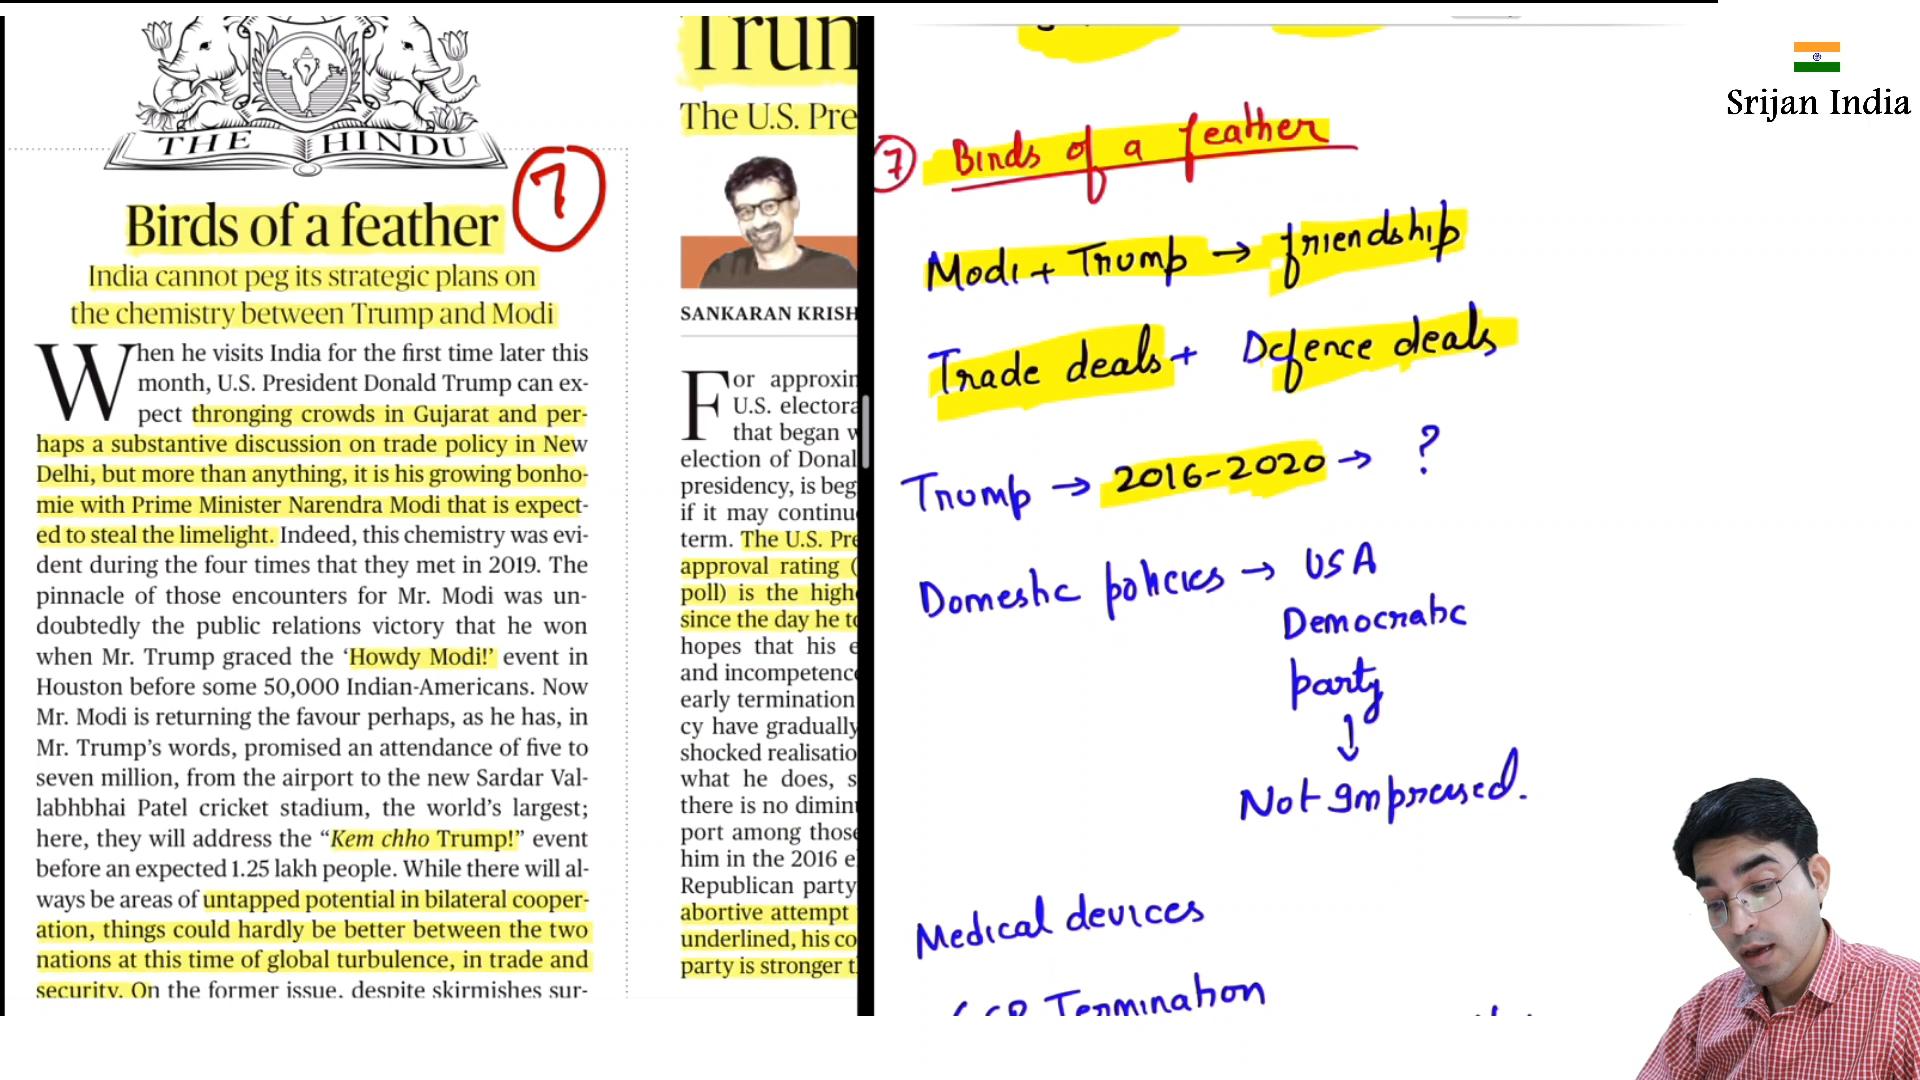 THE HINDU
7
Birds of a feather
India cannot peg its strategic plans on
the chemistry between Trump and Modi
When he visits India for the first time later this
month, U.S. President Donald Trump can ex-
pect thronging crowds in Gujarat and per-
haps a substantive discussion on trade policy in New
Delhi, but more than anything, it is his growing bonho-
mie with Prime Minister Narendra Modi that is expect-
ed to steal the limelight. Indeed, this chemistry was evi-
dent during the four times that they met in 2019. The
pinnacle of those encounters for Mr. Modi was un-
doubtedly the public relations victory that he won
when Mr. Trump graced the ‘Howdy Modi!’ event in
Houston before some 50,000 Indian-Americans. Now
Mr. Modi is returning the favour perhaps, as he has, in
Mr. Trump’s words, promised an attendance of five to
seven million, from the airport to the new Sardar Val-
labhbhai Patel cricket stadium, the world’s largest;
here, they will address the “Kem chho Trump!” event
before an expected 1.25 lakh people. While there will al-
ways be areas of untapped potential in bilateral cooper-
ation, things could hardly be better between the two
nations at this time of global turbulence, in trade and
security. On the former issue, despite skirmishes sur-
The U.S. Pre
SANKARAN KRISH
For approxin
U.S. electora
that began w
election of Donal
presidency, is beg
if it may continu
term. The U.S. Pre
approval rating (
poll) is the high
since the day he to
hopes that his e
and incompetence
early termination
cy have gradually
shocked realisatio
what he does, s
there is no dimin
port among those
him in the 2016 e
Republican party
abortive attempt
underlined, his co
party is stronger t
7 Birds of a feather
Modi + Trump → friendship
Trade deals + Defence deals
Trump → 2016-2020 → ?
Domestic policies → USA
Democratic
party
↓
Not impressed.
Medical devices
Termination
Srijan India